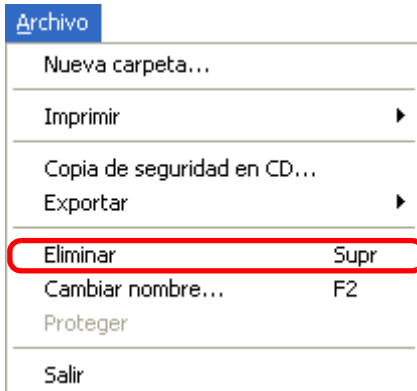 Archivo
Nueva carpeta...
Imprimir
Copia de seguridad en CD...
Exportar
Eliminar Supr
Cambiar nombre... F2
Proteger
Salir